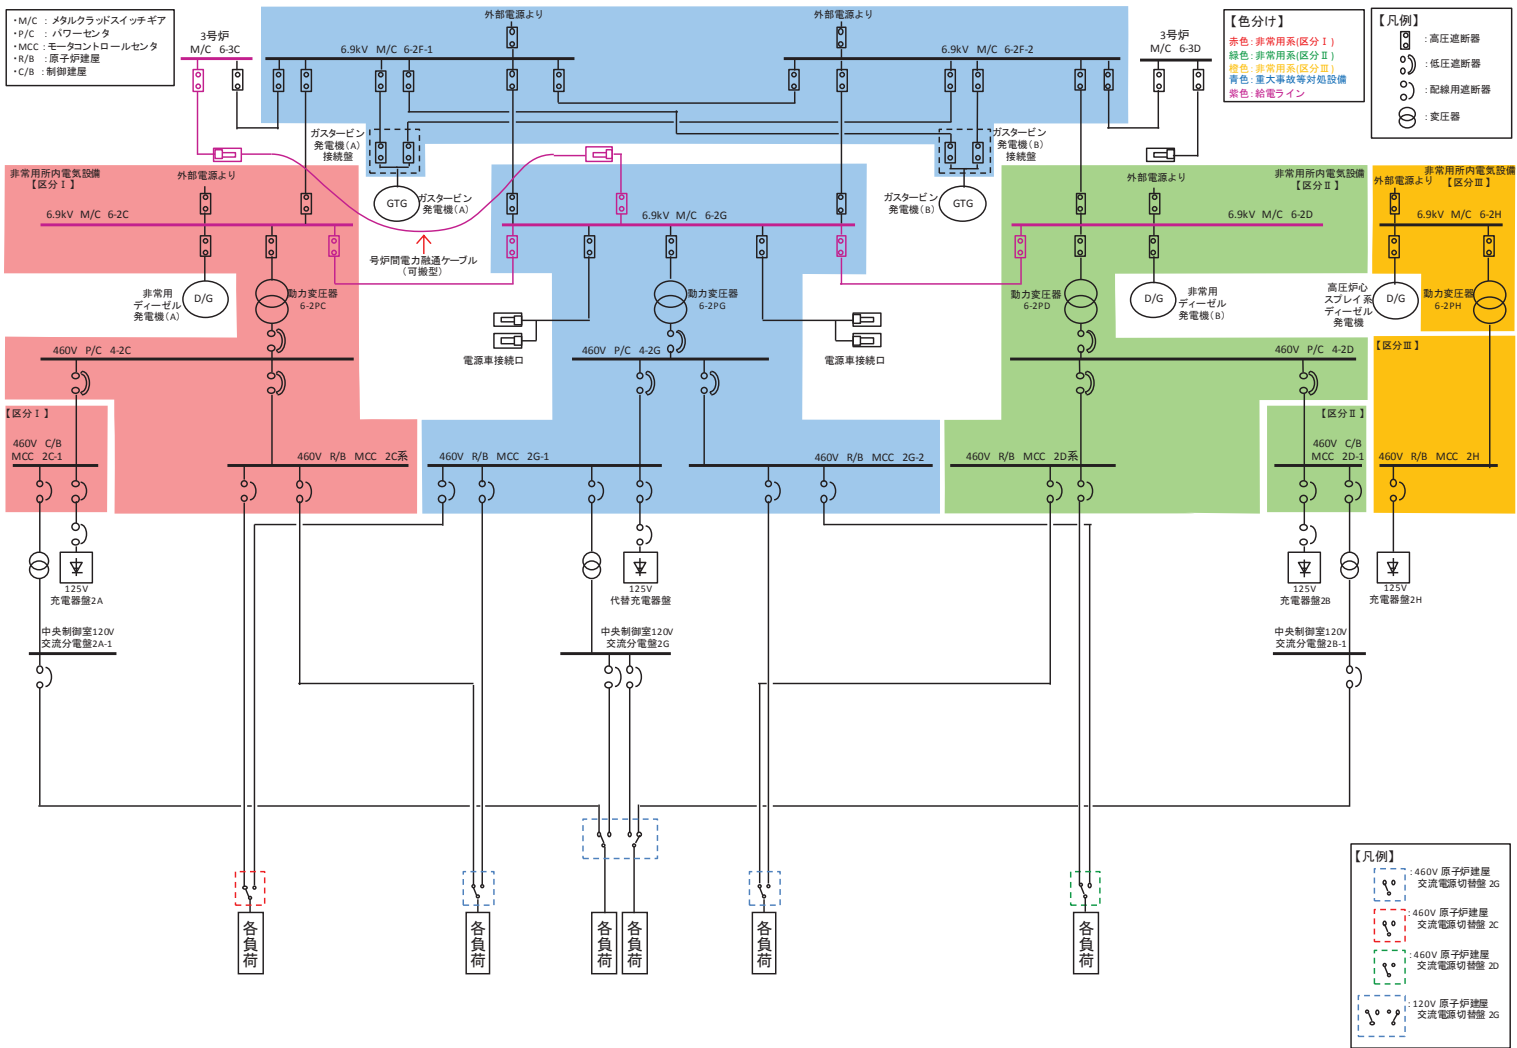 ・M/C : メタルクラッドスイッチギア
・P/C : パワーセンタ
・MCC : モータコントロールセンタ
・R/B : 原子炉建屋
・C/B : 制御建屋
3号炉
M/C 6-3C
外部電源より
6.9kV M/C 6-2F-1
外部電源より
6.9kV M/C 6-2F-2
3号炉
M/C 6-3D
【色分け】
赤色:非常用系(区分Ⅰ)
緑色:非常用系(区分Ⅱ)
橙色:非常用系(区分Ⅲ)
青色:重大事故等対処設備
紫色:給電ライン
【凡例】
:高圧遮断器
:低圧遮断器
:配線用遮断器
:変圧器
ガスタービン
発電機(A)
接続盤
GTG
ガスタービン
発電機(A)
ガスタービン
発電機(B)
接続盤
ガスタービン
発電機(B)
GTG
非常用所内電気設備
【区分Ⅰ】
外部電源より
6.9kV M/C 6-2C
非常用
ディーゼル
発電機(A)
D/G
動力変圧器
6-2PC
号炉間電力融通ケーブル
(可搬型)
6.9kV M/C 6-2G
動力変圧器
6-2PG
電源車接続口
電源車接続口
外部電源より
非常用所内電気設備
【区分Ⅱ】
6.9kV M/C 6-2D
動力変圧器
6-2PD
D/G
非常用
ディーゼル
発電機(B)
非常用所内電気設備
【区分Ⅲ】
外部電源より
6.9kV M/C 6-2H
高圧炉心
スプレイ系
ディーゼル
発電機
D/G
動力変圧器
6-2PH
460V P/C 4-2C
460V P/C 4-2G
460V P/C 4-2D
【区分Ⅲ】
【区分Ⅰ】
460V C/B
MCC 2C-1
460V R/B MCC 2C系
460V R/B MCC 2G-1
460V R/B MCC 2G-2
460V R/B MCC 2D系
【区分Ⅱ】
460V C/B
MCC 2D-1
460V R/B MCC 2H
125V
充電器盤2A
125V
代替充電器盤
125V
充電器盤2B
125V
充電器盤2H
中央制御室120V
交流分電盤2A-1
中央制御室120V
交流分電盤2G
中央制御室120V
交流分電盤2B-1
各負荷
各負荷
各負荷
各負荷
各負荷
各負荷
【凡例】
:460V 原子炉建屋
交流電源切替盤 2G
:460V 原子炉建屋
交流電源切替盤 2C
:460V 原子炉建屋
交流電源切替盤 2D
:120V 原子炉建屋
交流電源切替盤 2G